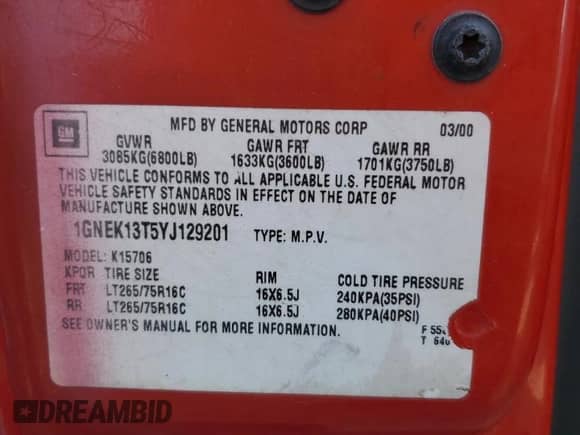 GM
MFD BY GENERAL MOTORS CORP 03/00
GVWR GAWR FRT GAWR RR
3085KG(6800LB) 1633KG(3600LB) 1701KG(3750LB)
THIS VEHICLE CONFORMS TO ALL APPLICABLE U.S. FEDERAL MOTOR
VEHICLE SAFETY STANDARDS IN EFFECT ON THE DATE OF
MANUFACTURE SHOWN ABOVE.
1GNEK13T5YJ129201 TYPE: M.P.V.
MODEL: K15706
KPOR TIRE SIZE RIM COLD TIRE PRESSURE
FRT LT265/75R16C 16X6.5J 240KPA(35PSI)
RR LT265/75R16C 16X6.5J 280KPA(40PSI)
SEE OWNER'S MANUAL FOR MORE INFORMATION.
F
T
DREAMBID